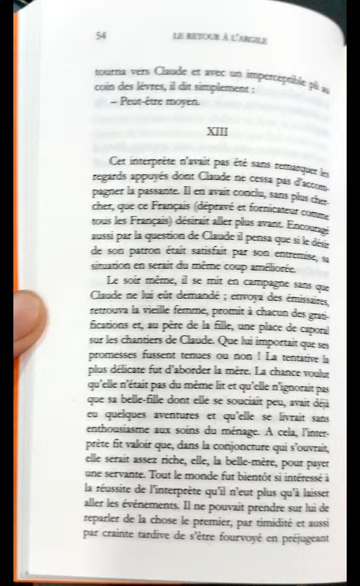 54
LE RETOUR À L'ARGILE
tourna vers Claude et avec un imperceptible pli au
coin des lèvres, il dit simplement :
– Peut-être moyen.
XIII
Cet interprète n'avait pas été sans remarquer les
regards appuyés dont Claude ne cessa pas d'accom-
pagner la passante. Il en avait conclu, sans plus cher-
cher, que ce Français (dépravé et fornicateur comme
tous les Français) désirait aller plus avant. Encouragé
aussi par la question de Claude il pensa que si le désir
de son patron était satisfait par son entremise, sa
situation en serait du même coup améliorée.
Le soir même, il se mit en campagne sans que
Claude ne lui eût demandé ; envoya des émissaires,
retrouva la vieille femme, promit à chacun des grati-
fications et, au père de la fille, une place de caporal
sur les chantiers de Claude. Que lui importait que ses
promesses fussent tenues ou non ! La tentative la
plus délicate fut d'aborder la mère. La chance voulut
qu'elle n'était pas du même lit et qu'elle n'ignorait pas
que sa belle-fille dont elle se souciait peu, avait déjà
eu quelques aventures et qu'elle se livrait sans
enthousiasme aux soins du ménage. A cela, l'inter-
prète fit valoir que, dans la conjoncture qui s'ouvrait,
elle serait assez riche, elle, la belle-mère, pour payer
une servante. Tout le monde fut bientôt si intéressé à
la réussite de l'interprète qu'il n'eut plus qu'à laisser
aller les événements. Il ne pouvait prendre sur lui de
reparler de la chose le premier, par timidité et aussi
par crainte tardive de s'être fourvoyé en préjugeant